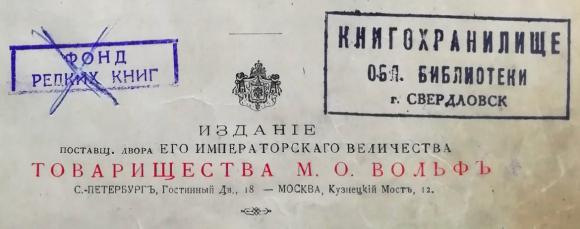 ФОНД
РЕДКИХ КНИГ
КНИГОХРАНИЛИЩЕ
ОБЛ. БИБЛИОТЕКИ
г. СВЕРДЛОВСК
ИЗДАНІЕ
ПОСТАВЩ. ДВОРА ЕГО ИМПЕРАТОРСКАГО ВЕЛИЧЕСТВА
ТОВАРИЩЕСТВА М. О. ВОЛЬФЪ
С.-ПЕТЕРБУРГЪ, Гостинный Дв., 18 — МОСКВА, Кузнецкій Мостъ, 12.